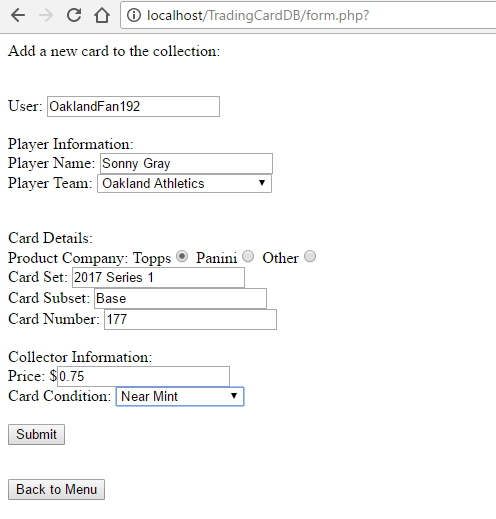 localhost/TradingCardDB/form.php?
Add a new card to the collection:
User: OaklandFan192
Player Information:
Player Name: Sonny Gray
Player Team: Oakland Athletics
Card Details:
Product Company: Topps Panini Other
Card Set: 2017 Series 1
Card Subset: Base
Card Number: 177
Collector Information:
Price: $0.75
Card Condition: Near Mint
Submit
Back to Menu